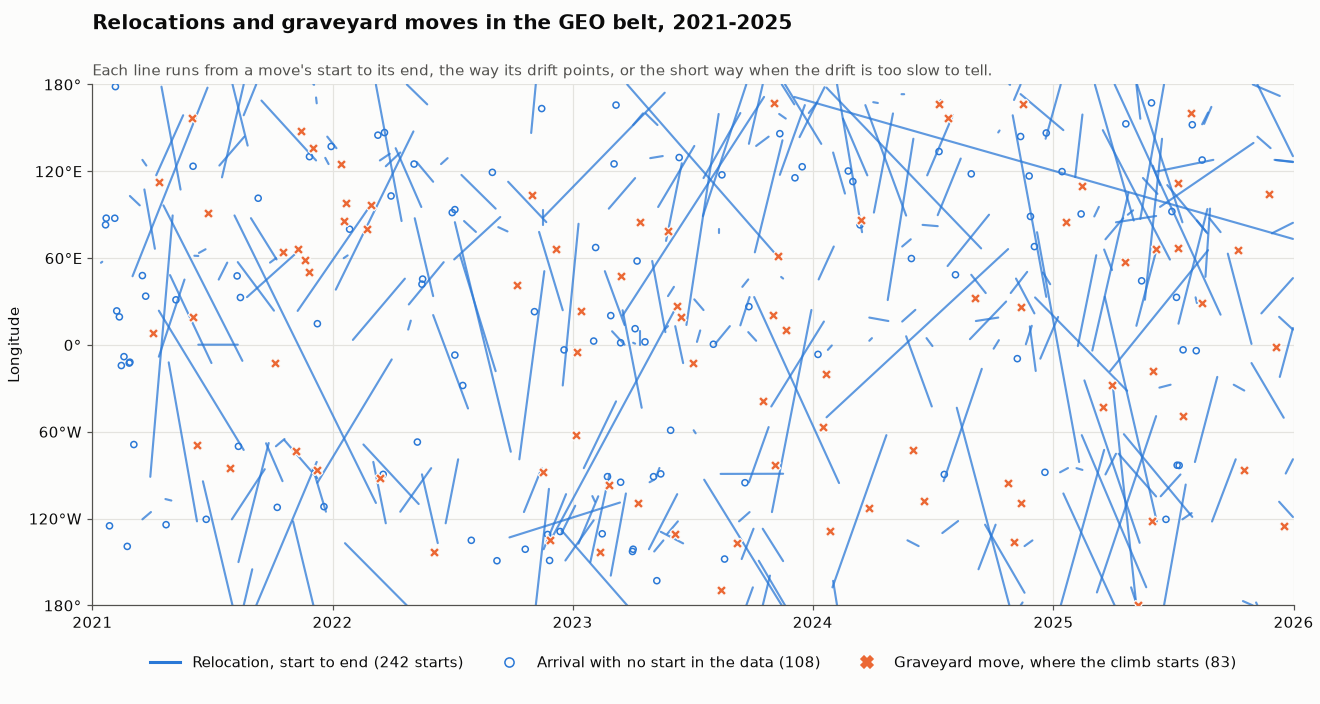 Relocations and graveyard moves in the GEO belt, 2021-2025
Each line runs from a move's start to its end, the way its drift points, or the short way when the drift is too slow to tell.
180°
120°E
60°E
0°
60°W
120°W
180°
Longitude
2021
2022
2023
2024
2025
2026
Relocation, start to end (242 starts)
Arrival with no start in the data (108)
Graveyard move, where the climb starts (83)